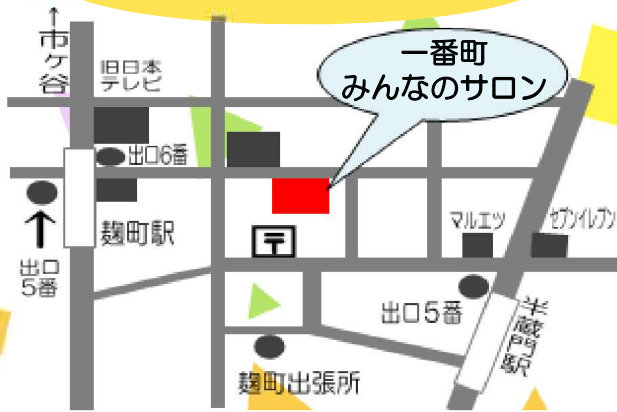 ↑
市
ヶ
谷
旧日本
テレビ
一番町
みんなのサロン
出口6番
麹町駅
〒
マルエツ
セブンイレブン
出口
5番
出口5番
半
蔵
門
駅
麹町出張所